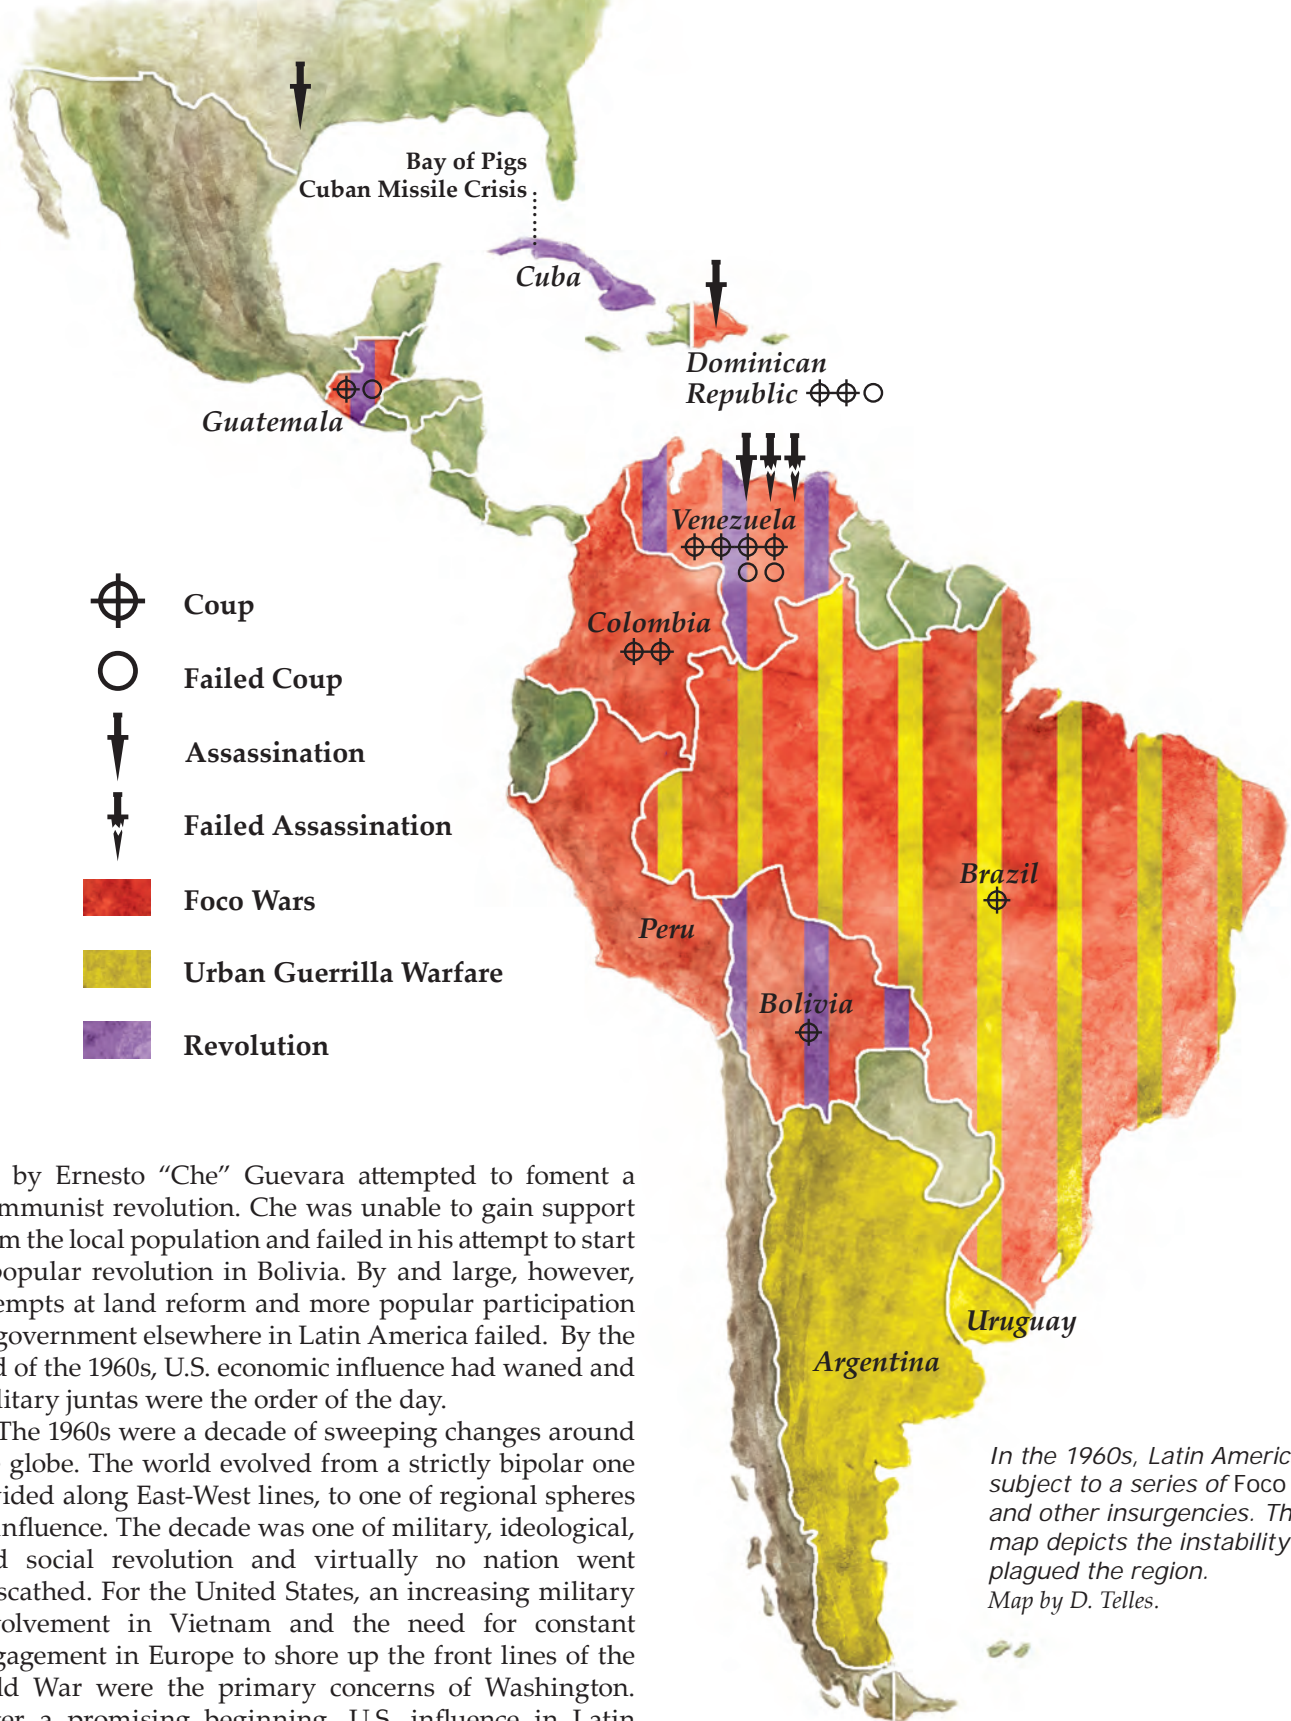 Bay of Pigs
Cuban Missile Crisis
Cuba
Dominican
Republic
Guatemala
Venezuela
Colombia
Brazil
Peru
Bolivia
Uruguay
Argentina
Coup
Failed Coup
Assassination
Failed Assassination
Foco Wars
Urban Guerrilla Warfare
Revolution
by Ernesto “Che” Guevara attempted to foment a
mmunist revolution. Che was unable to gain support
m the local population and failed in his attempt to start
popular revolution in Bolivia. By and large, however,
empts at land reform and more popular participation
government elsewhere in Latin America failed. By the
d of the 1960s, U.S. economic influence had waned and
litary juntas were the order of the day.
The 1960s were a decade of sweeping changes around
globe. The world evolved from a strictly bipolar one
vided along East-West lines, to one of regional spheres
influence. The decade was one of military, ideological,
d social revolution and virtually no nation went
scathed. For the United States, an increasing military
volvement in Vietnam and the need for constant
gagement in Europe to shore up the front lines of the
ld War were the primary concerns of Washington.
er a promising beginning, U.S. influence in Latin
In the 1960s, Latin Americ
subject to a series of Foco
and other insurgencies. Th
map depicts the instability
plagued the region.
Map by D. Telles.